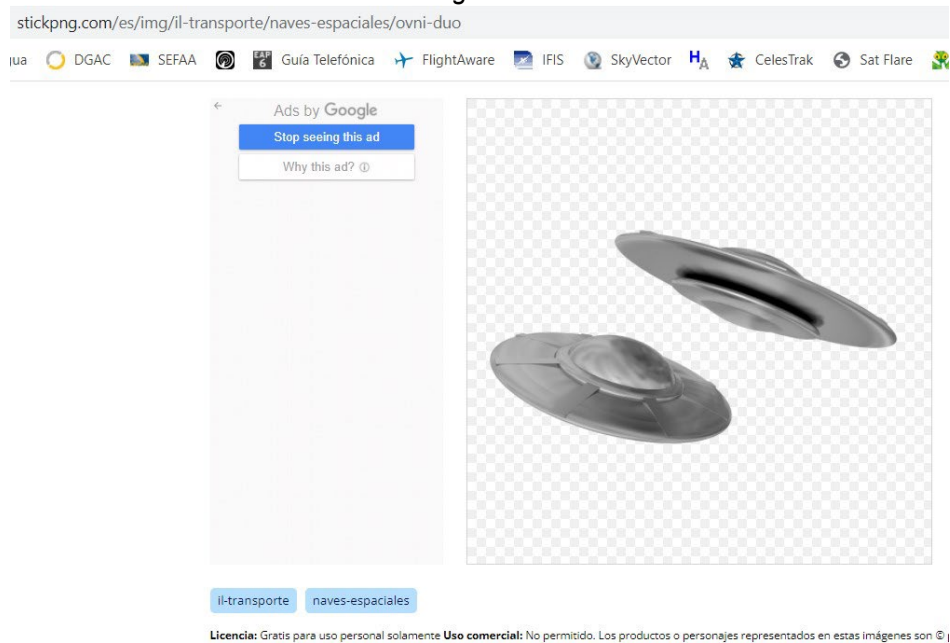 stickpng.com/es/img/il-transporte/naves-espaciales/ovni-duo
DGAC SEFAA Guía Telefónica FlightAware IFIS SkyVector HA CelesTrak Sat Flare
← Ads by Google
Stop seeing this ad
Why this ad?
il-transporte naves-espaciales
Licencia: Gratis para uso personal solamente Uso comercial: No permitido. Los productos o personajes representados en estas imágenes son ©